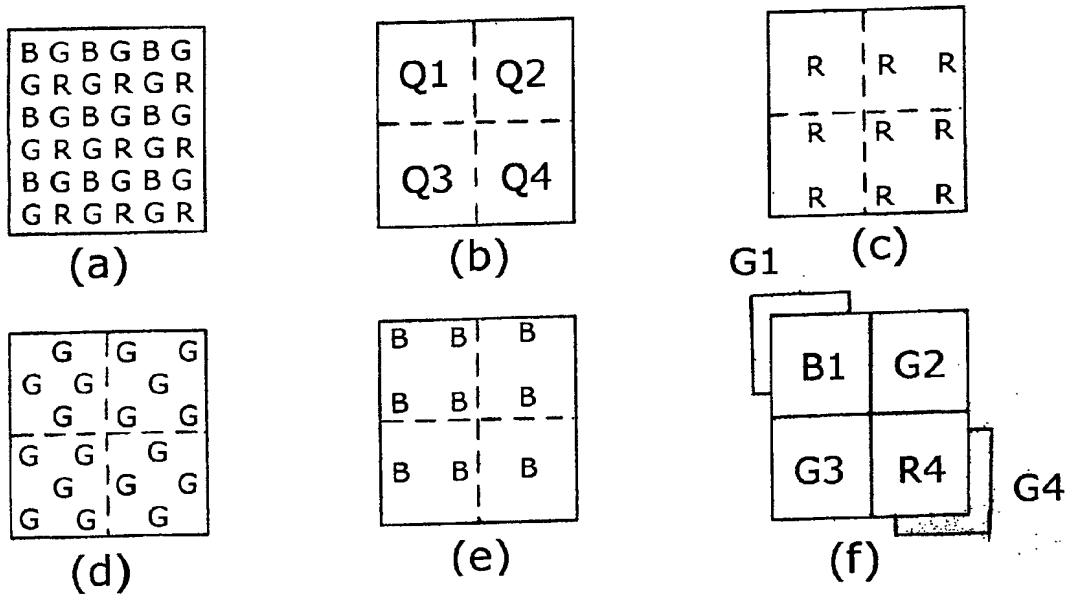 B G B G B G
G R G R G R
B G B G B G
G R G R G R
B G B G B G
G R G R G R
(a)
Q1 Q2
Q3 Q4
(b)
R R R
R R R
R R R
(c)
G G G
G G G
G G G
G G G
G G G
G G G
(d)
B B B
B B B
B B B
(e)
G1
B1 G2
G3 R4
G4
(f)